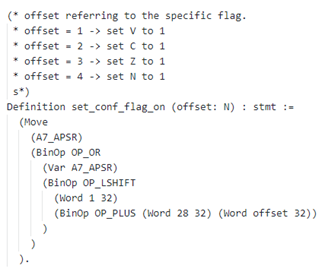 (* offset referring to the specific flag.
 * offset = 1 -> set V to 1
 * offset = 2 -> set C to 1
 * offset = 3 -> set Z to 1
 * offset = 4 -> set N to 1
 s*)
Definition set_conf_flag_on (offset: N) : stmt :=
  (Move
    (A7_APSR)
    (BinOp OP_OR
      (Var A7_APSR)
      (BinOp OP_LSHIFT
        (Word 1 32)
        (BinOp OP_PLUS (Word 28 32) (Word offset 32))
      )
    )
  ).